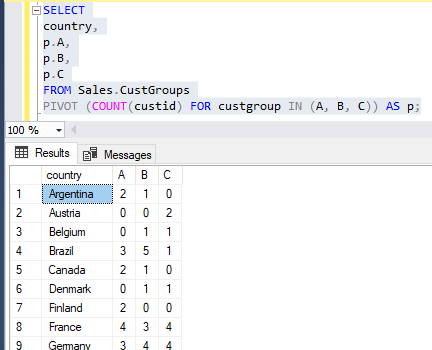 SELECT
country,
p.A,
p.B,
p.C
FROM Sales.CustGroups
PIVOT (COUNT(custid) FOR custgroup IN (A, B, C)) AS p;
100 %
Results Messages
country A B C
1 Argentina 2 1 0
2 Austria 0 0 2
3 Belgium 0 1 1
4 Brazil 3 5 1
5 Canada 2 1 0
6 Denmark 0 1 1
7 Finland 2 0 0
8 France 4 3 4
9 Germany 3 4 4